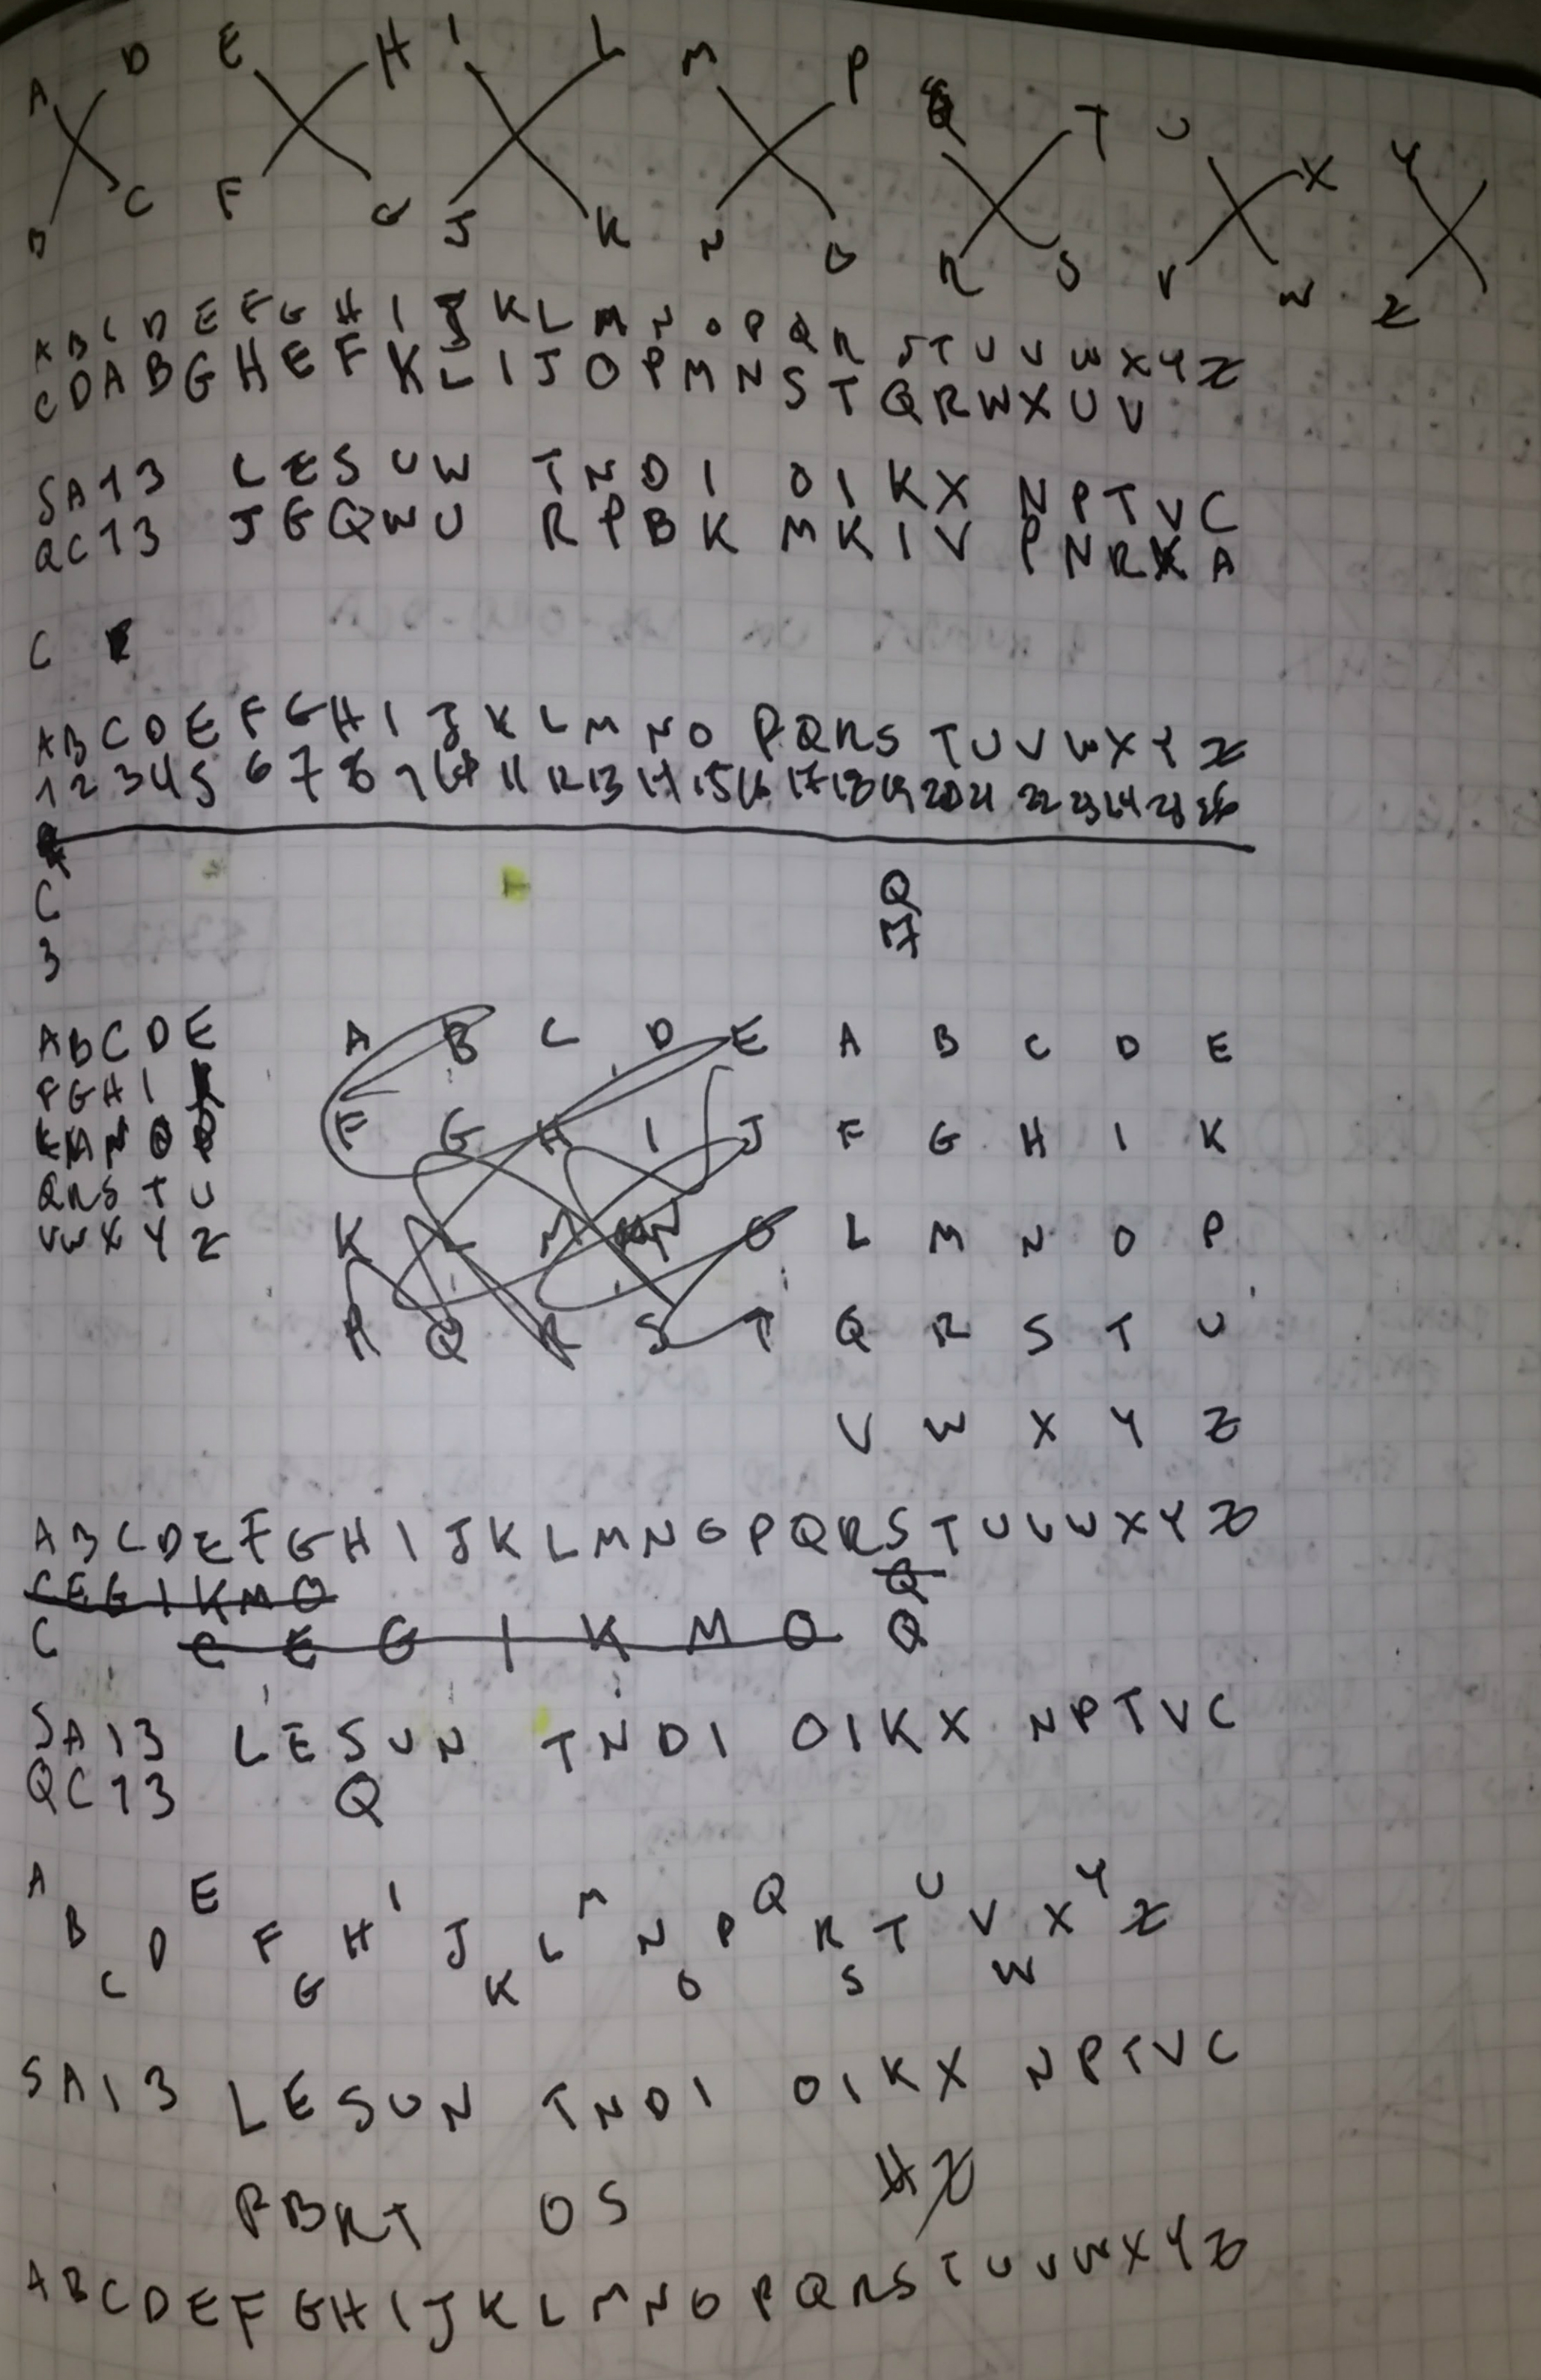 A D E H I L M P Q T U X Y
B C F G J K N O R S V W Z
A B C D E F G H I J K L M N O P Q R S T U V W X Y Z
C D A B G H E F K L I J O P M N S T Q R W X U V
SA13 LESUW TNDI OIKX NPTVC
QC13 JGQWU RPBK MKIV PNRXA
C
A B C D E F G H I J K L M N O P Q R S T U V W X Y Z
1 2 3 4 5 6 7 8 9 10 11 12 13 14 15 16 17 18 19 20 21 22 23 24 25 26
C Q
3 17
A B C D E A B C D E A B C D E
F G H I F G H I J F G H I K
L M N O P K L M N O L M N O P
Q R S T U P Q R S T Q R S T U
V W X Y Z V W X Y Z
A B C D E F G H I J K L M N O P Q R S T U V W X Y Z
C E G I K M O Q
C C E G I K M O Q
SA13 LESUN TNDI OIKX NPTVC
QC13 Q
A E I M Q U Y
B D F H J L N P R T V X Z
C G K O S W
SA13 LESUN TNDI OIKX NPTVC
PBRT OS HZ
A B C D E F G H I J K L M N O P Q R S T U V W X Y Z